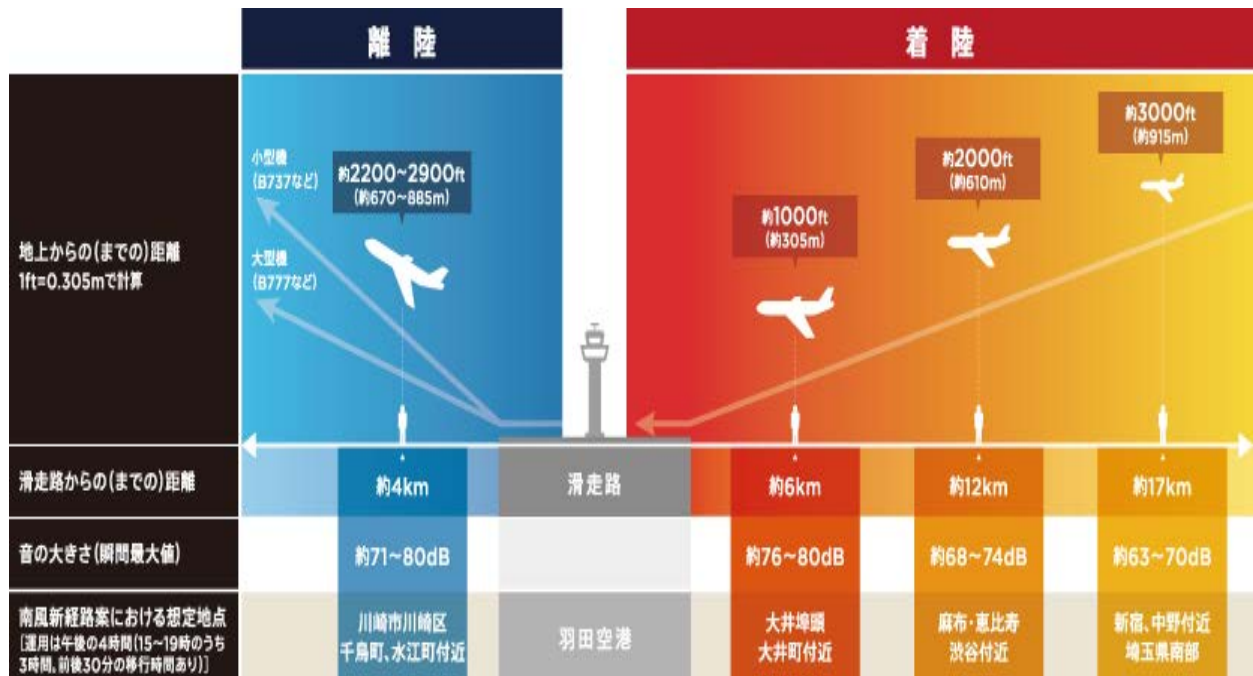 離陸
着陸
地上からの(までの)距離
1ft=0.305mで計算
小型機
(B737など)
大型機
(B777など)
約2200~2900ft
(約670~885m)
約1000ft
(約305m)
約2000ft
(約610m)
約3000ft
(約915m)
滑走路からの(までの)距離
約4km
滑走路
約6km
約12km
約17km
音の大きさ(瞬間最大値)
約71~80dB
約76~80dB
約68~74dB
約63~70dB
南風新経路案における想定地点
[運用は午後の4時間(15~19時のうち
3時間、前後30分の移行時間あり)]
川崎市川崎区
千鳥町、水江町付近
羽田空港
大井埠頭
大井町付近
麻布・恵比寿
渋谷付近
新宿、中野付近
埼玉県南部